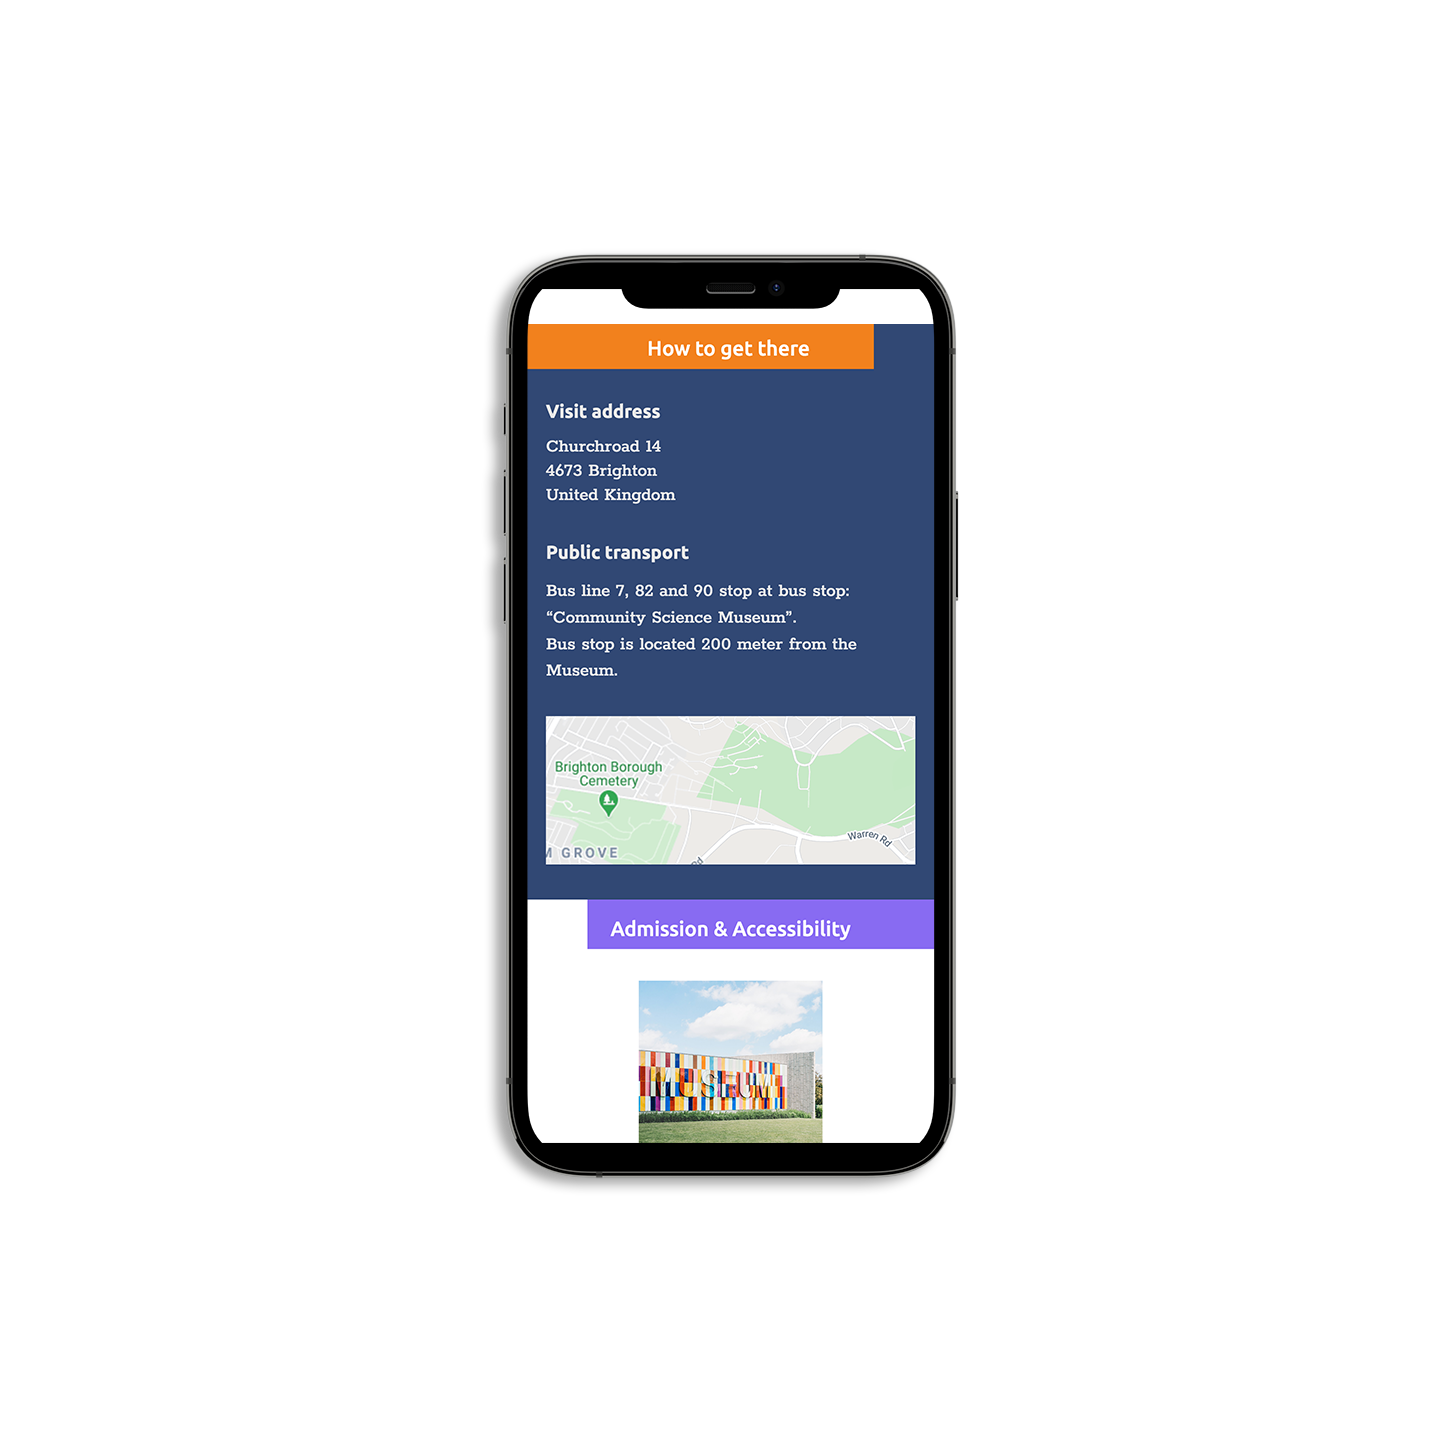 How to get there
Visit address
Churchroad 14
4673 Brighton
United Kingdom
Public transport
Bus line 7, 82 and 90 stop at bus stop:
“Community Science Museum”.
Bus stop is located 200 meter from the
Museum.
Brighton Borough
Cemetery
M GROVE
Rd
Warren Rd
Admission & Accessibility
MUSEUM